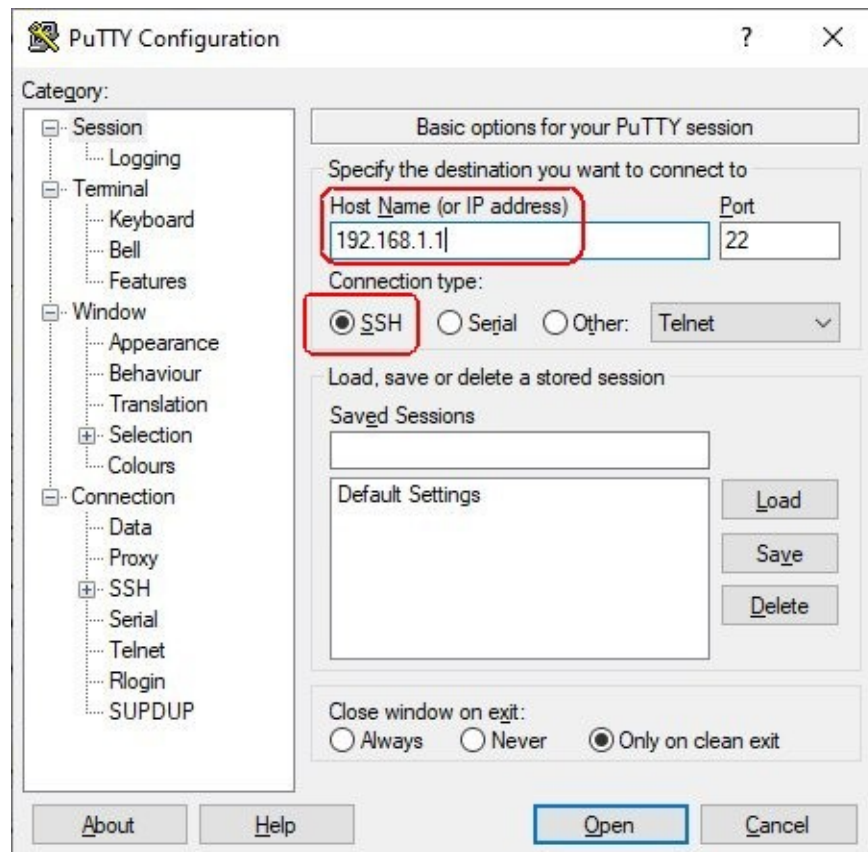 PuTTY Configuration
?
Category:
Session
Logging
Terminal
Keyboard
Bell
Features
Window
Appearance
Behaviour
Translation
Selection
Colours
Connection
Data
Proxy
SSH
Serial
Telnet
Rlogin
SUPDUP
Basic options for your PuTTY session
Specify the destination you want to connect to
Host Name (or IP address)
Port
192.168.1.1
22
Connection type:
SSH Serial Other: Telnet
Load, save or delete a stored session
Saved Sessions
Default Settings
Load
Save
Delete
Close window on exit:
Always Never Only on clean exit
About Help Open Cancel